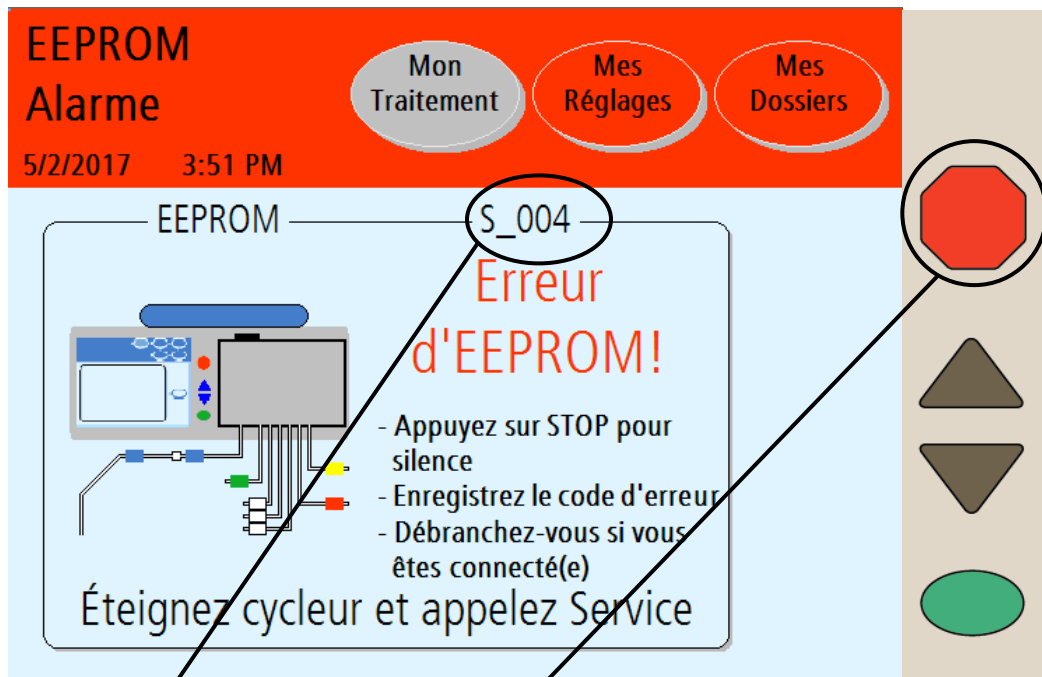 EEPROM
Alarme
5/2/2017 3:51 PM
Mon
Traitement
Mes
Réglages
Mes
Dossiers
EEPROM
S_004
Erreur
d'EEPROM!
- Appuyez sur STOP pour
silence
- Enregistrez le code d'erreur
- Débranchez-vous si vous
êtes connecté(e)
Éteignez cycleur et appelez Service